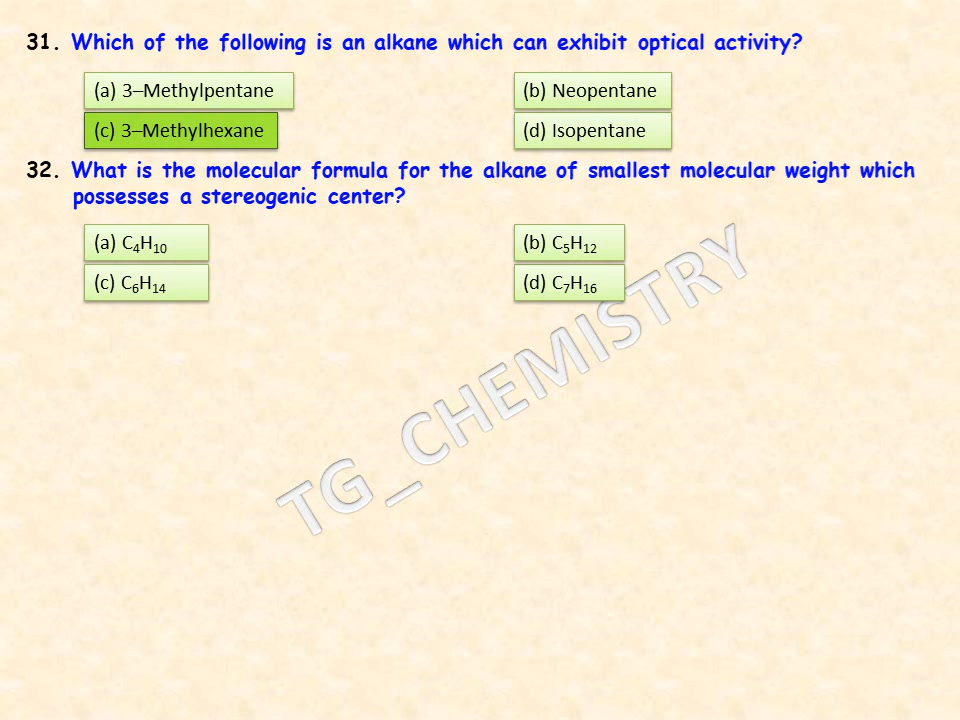 31. Which of the following is an alkane which can exhibit optical activity?
(a) 3–Methylpentane
(b) Neopentane
(c) 3–Methylhexane
(d) Isopentane
32. What is the molecular formula for the alkane of smallest molecular weight which
possesses a stereogenic center?
(a) C₄H₁₀
(b) C₅H₁₂
(c) C₆H₁₄
(d) C₇H₁₆
TG_CHEMISTRY